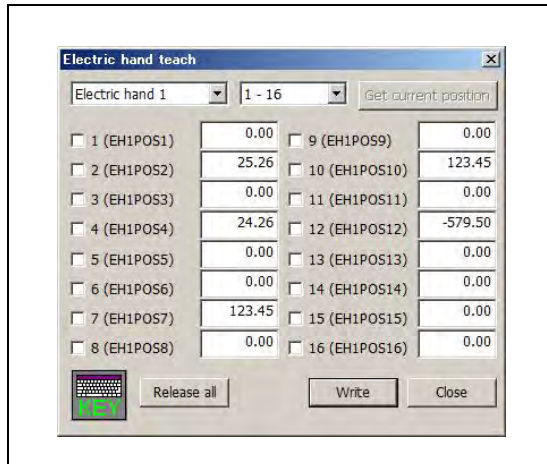 Electric hand teach
Electric hand 1 1 - 16 Get current position
1 (EH1POS1) 0.00 9 (EH1POS9) 0.00
2 (EH1POS2) 25.26 10 (EH1POS10) 123.45
3 (EH1POS3) 0.00 11 (EH1POS11) 0.00
4 (EH1POS4) 24.26 12 (EH1POS12) -579.50
5 (EH1POS5) 0.00 13 (EH1POS13) 0.00
6 (EH1POS6) 0.00 14 (EH1POS14) 0.00
7 (EH1POS7) 123.45 15 (EH1POS15) 0.00
8 (EH1POS8) 0.00 16 (EH1POS16) 0.00
KEY Release all Write Close